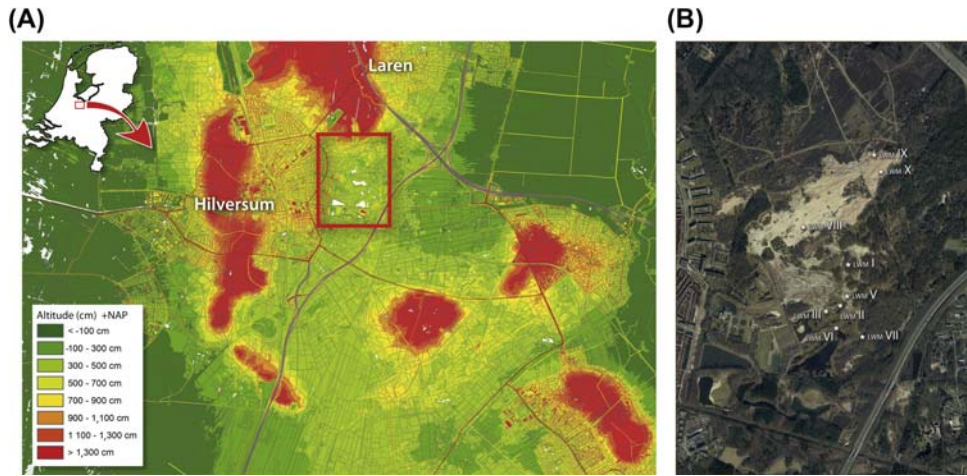 (A)
Laren
Hilversum
Altitude (cm) +NAP
< -100 cm
-100 - 300 cm
300 - 500 cm
500 - 700 cm
700 - 900 cm
900 - 1,100 cm
1 100 - 1,300 cm
> 1,300 cm
(B)
LWM IX
LWM X
LWM VIII
LWM I
LWM V
LWM III
LWM II
LWM VI
LWM VII